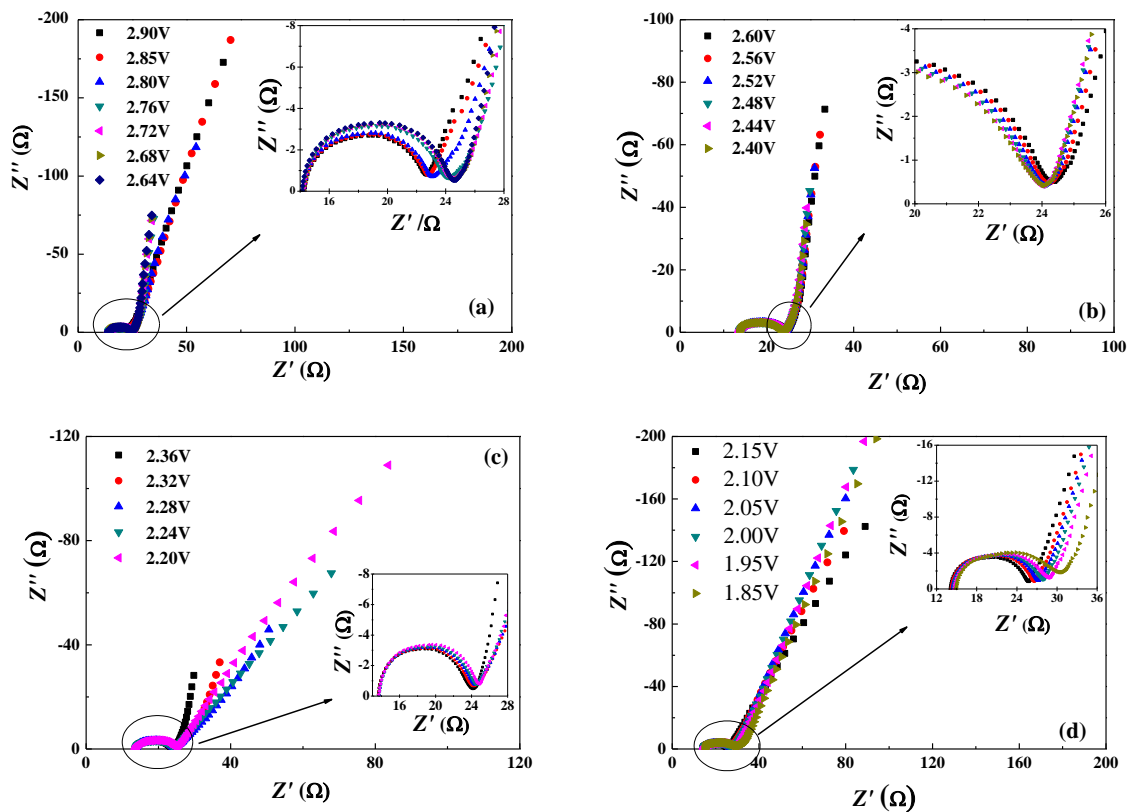 -200
-150
-100
-50
0
Z'' (Ω)
2.90V
2.85V
2.80V
2.76V
2.72V
2.68V
2.64V
-8
-6
-4
-2
0
Z'' (Ω)
16 20 24 28
Z' /Ω
(a)
0 50 100 150 200
Z' (Ω)
-100
-80
-60
-40
-20
0
Z'' (Ω)
2.60V
2.56V
2.52V
2.48V
2.44V
2.40V
-4
-3
-2
-1
0
Z'' (Ω)
20 22 24 26
Z' (Ω)
(b)
0 20 40 60 80 100
Z' (Ω)
-120
-80
-40
0
Z'' (Ω)
2.36V
2.32V
2.28V
2.24V
2.20V
(c)
-8
-6
-4
-2
0
Z'' (Ω)
16 20 24 28
Z' (Ω)
0 40 80 120
Z' (Ω)
-200
-160
-120
-80
-40
0
Z'' (Ω)
2.15V
2.10V
2.05V
2.00V
1.95V
1.85V
-16
-12
-8
-4
0
Z'' (Ω)
12 18 24 30 36
Z' (Ω)
(d)
0 40 80 120 160 200
Z' (Ω)